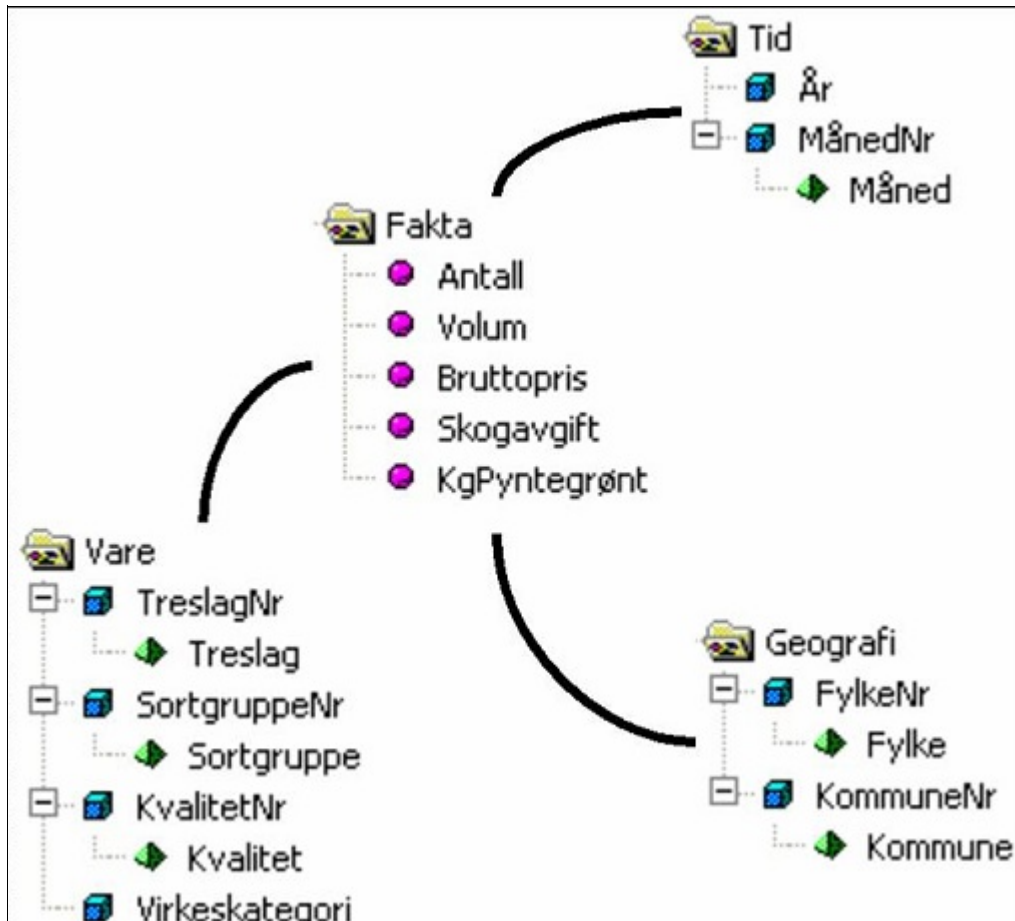 Tid
År
MånedNr
Måned
Fakta
Antall
Volum
Bruttopris
Skogavgift
KgPyntegrønt
Vare
TreslagNr
Treslag
SortgruppeNr
Sortgruppe
KvalitetNr
Kvalitet
Virkeskategori
Geografi
FylkeNr
Fylke
KommuneNr
Kommune